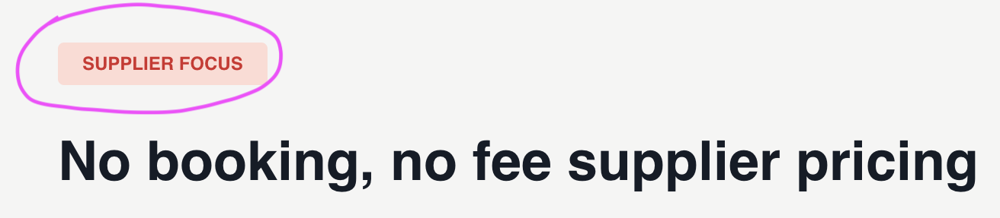 SUPPLIER FOCUS
No booking, no fee supplier pricing